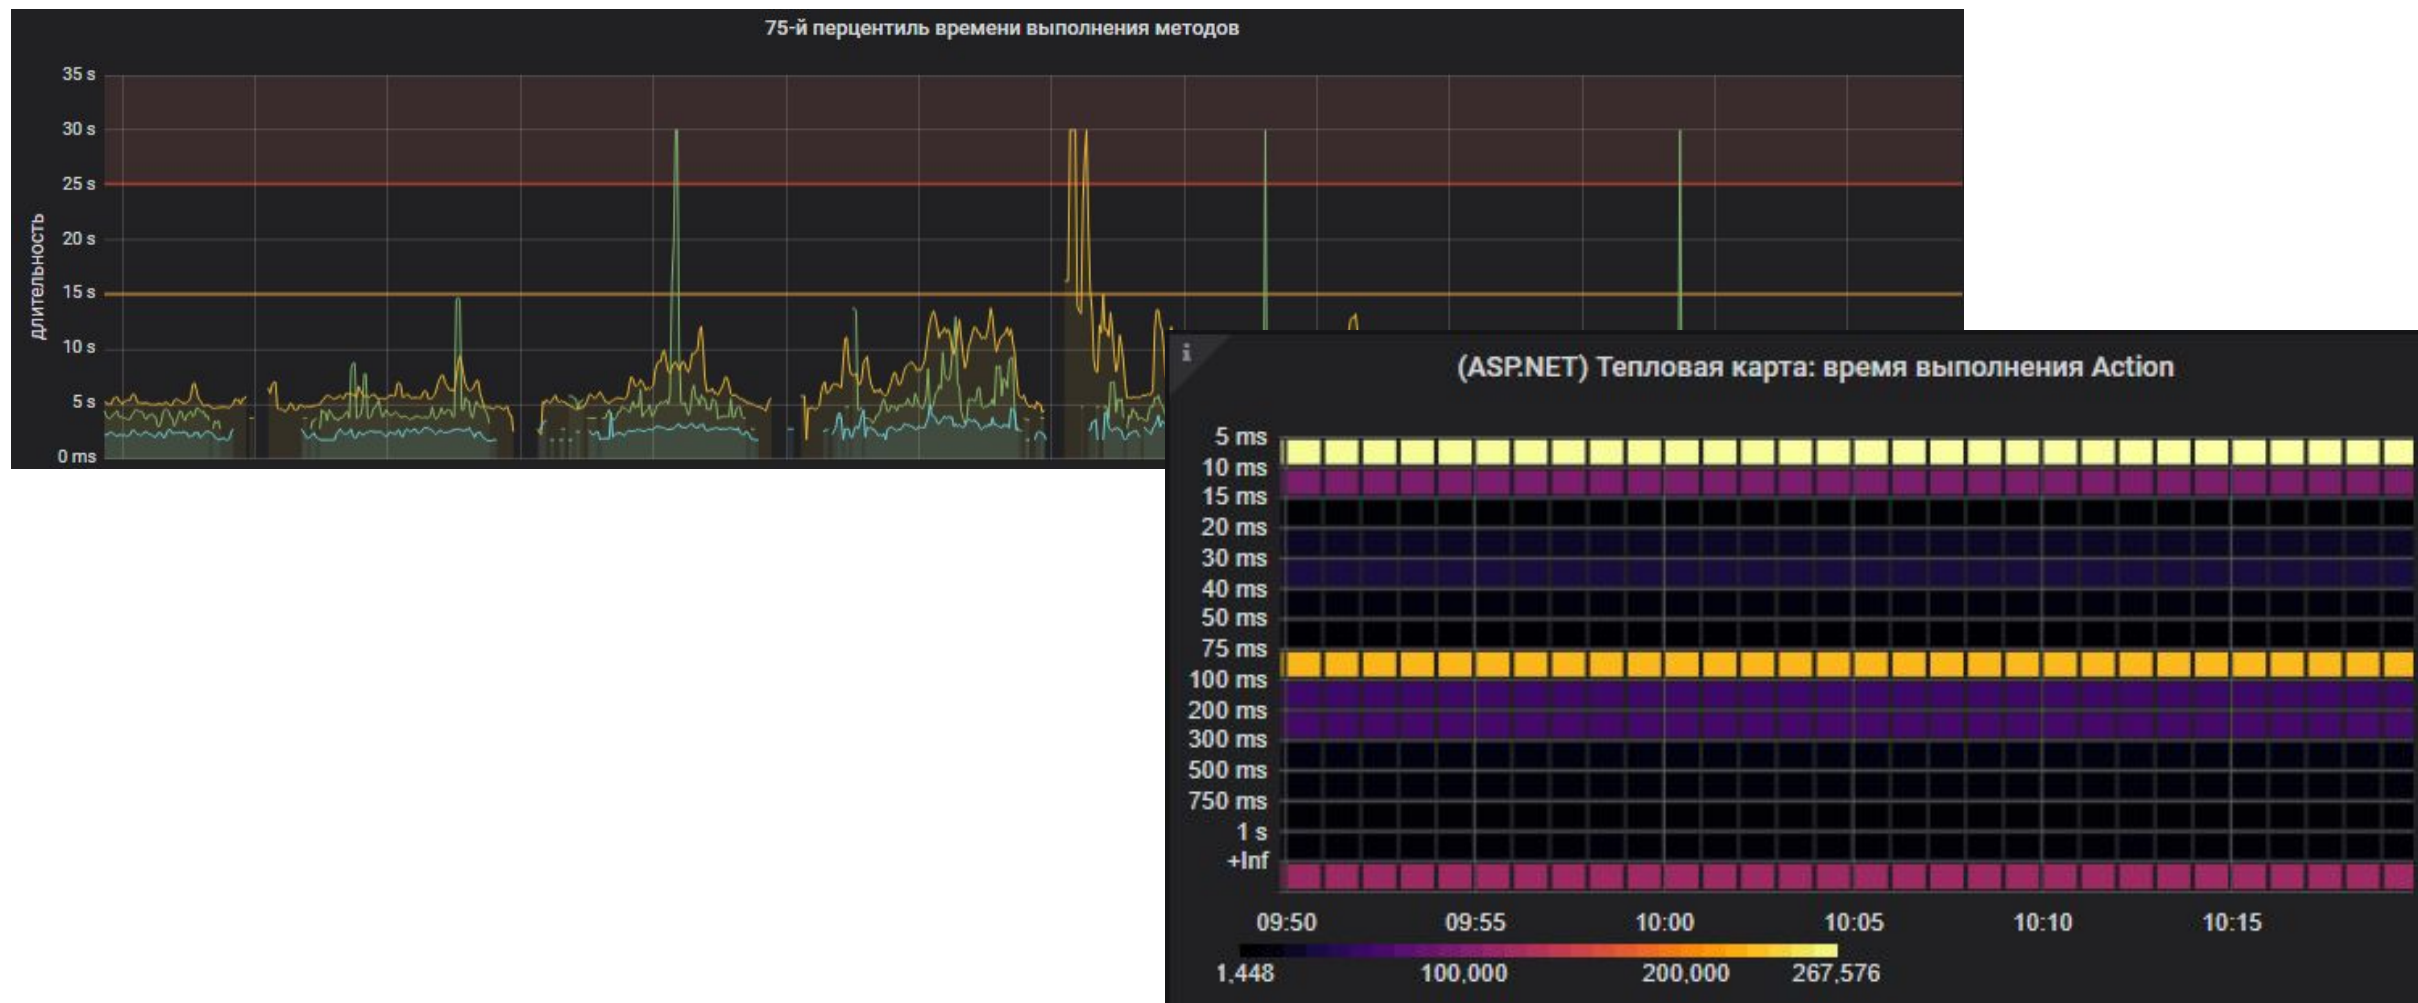 75-й перцентиль времени выполнения методов
35 s
30 s
25 s
20 s
15 s
10 s
5 s
0 ms
длительность
i
(ASP.NET) Тепловая карта: время выполнения Action
5 ms
10 ms
15 ms
20 ms
30 ms
40 ms
50 ms
75 ms
100 ms
200 ms
300 ms
500 ms
750 ms
1 s
+Inf
09:50 09:55 10:00 10:05 10:10 10:15
1,448 100,000 200,000 267,576